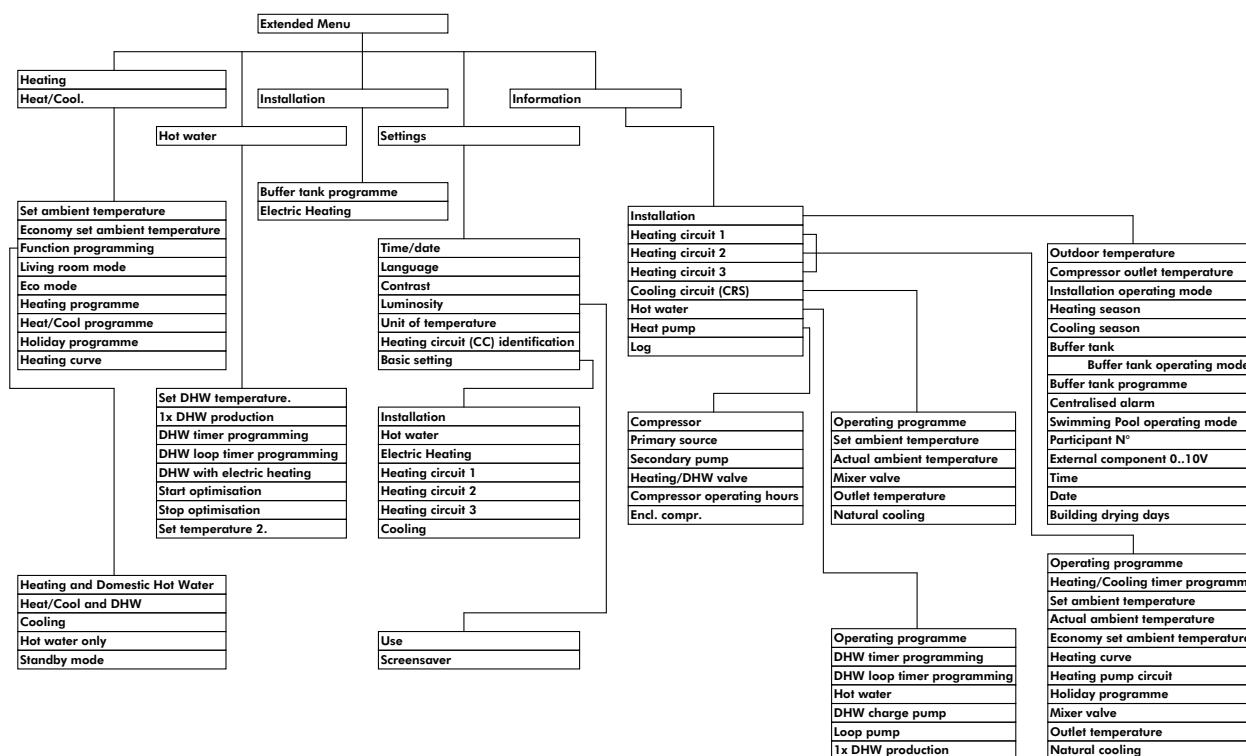 Extended Menu
Heating
Heat/Cool.
Installation
Information
Hot water
Settings
Buffer tank programme
Electric Heating
Set ambient temperature
Economy set ambient temperature
Function programming
Living room mode
Eco mode
Heating programme
Heat/Cool programme
Holiday programme
Heating curve
Time/date
Language
Contrast
Luminosity
Unit of temperature
Heating circuit (CC) identification
Basic setting
Installation
Heating circuit 1
Heating circuit 2
Heating circuit 3
Cooling circuit (CRS)
Hot water
Heat pump
Log
Outdoor temperature
Compressor outlet temperature
Installation operating mode
Heating season
Cooling season
Buffer tank
Buffer tank operating mode
Buffer tank programme
Centralised alarm
Swimming Pool operating mode
Participant N°
External component 0..10V
Time
Date
Building drying days
Set DHW temperature.
1x DHW production
DHW timer programming
DHW loop timer programming
DHW with electric heating
Start optimisation
Stop optimisation
Set temperature 2.
Installation
Hot water
Electric Heating
Heating circuit 1
Heating circuit 2
Heating circuit 3
Cooling
Compressor
Primary source
Secondary pump
Heating/DHW valve
Compressor operating hours
Encl. compr.
Operating programme
Set ambient temperature
Actual ambient temperature
Mixer valve
Outlet temperature
Natural cooling
Heating and Domestic Hot Water
Heat/Cool and DHW
Cooling
Hot water only
Standby mode
Use
Screensaver
Operating programme
DHW timer programming
DHW loop timer programming
Hot water
DHW charge pump
Loop pump
1x DHW production
Operating programme
Heating/Cooling timer programm
Set ambient temperature
Actual ambient temperature
Economy set ambient temperature
Heating curve
Heating pump circuit
Holiday programme
Mixer valve
Outlet temperature
Natural cooling